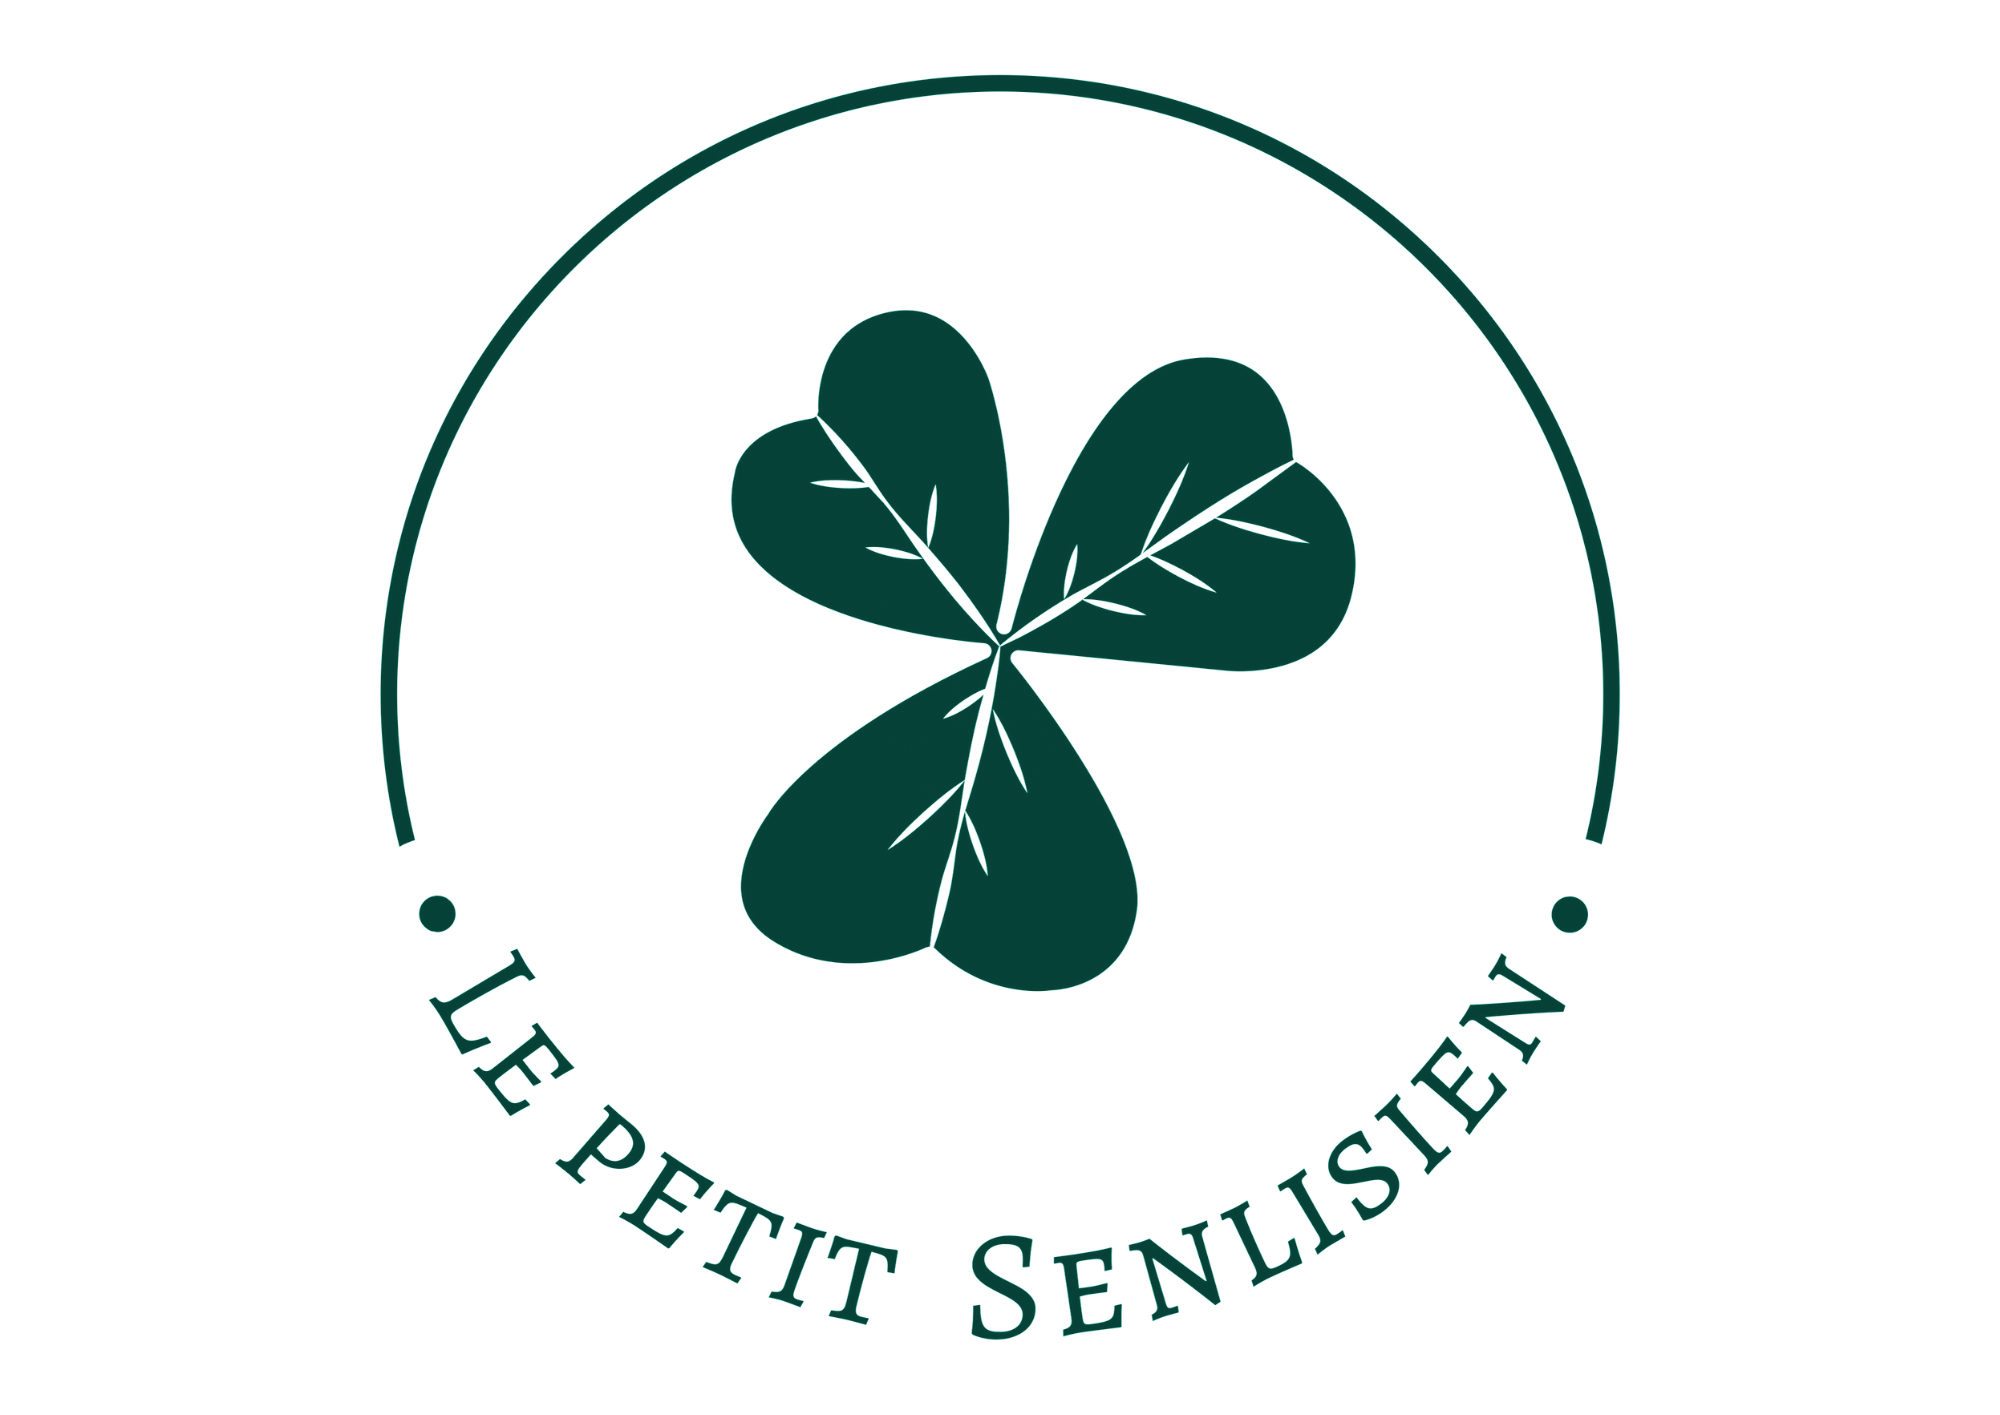 • Le petit Senlisien •